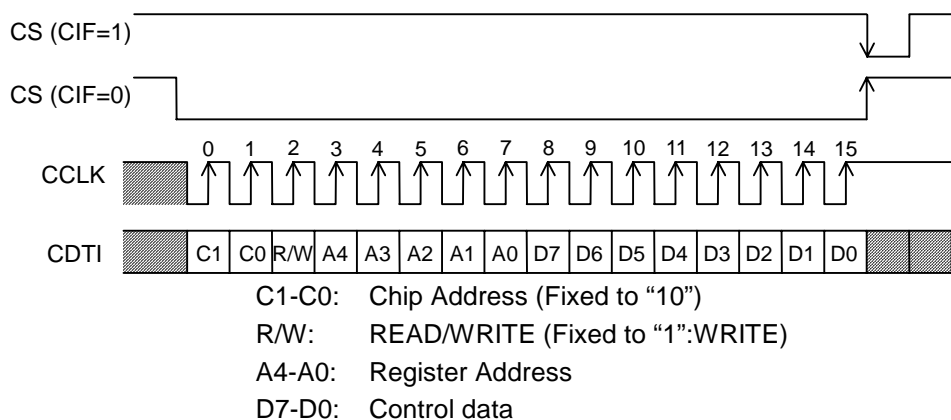 CS (CIF=1)
CS (CIF=0)
0 1 2 3 4 5 6 7 8 9 10 11 12 13 14 15
CCLK
CDTI C1 C0 R/W A4 A3 A2 A1 A0 D7 D6 D5 D4 D3 D2 D1 D0
C1-C0: Chip Address (Fixed to “10”)
R/W: READ/WRITE (Fixed to “1”:WRITE)
A4-A0: Register Address
D7-D0: Control data